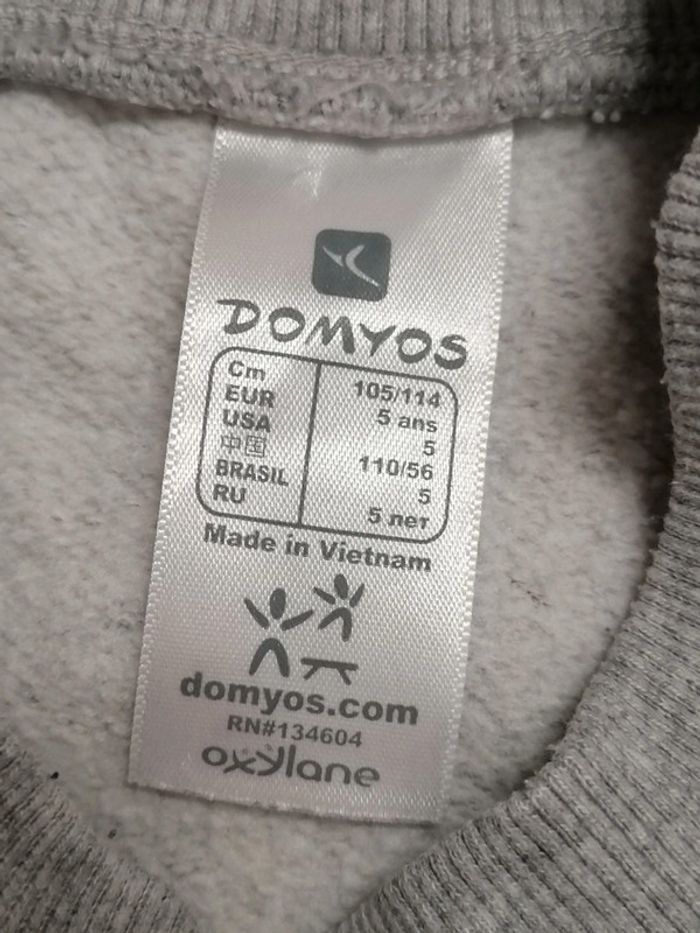 DOMYOS
Cm 105/114
EUR 5 ans
USA 5
中国 110/56
BRASIL 5
RU 5 лет
Made in Vietnam
domyos.com
RN#134604
oxylane